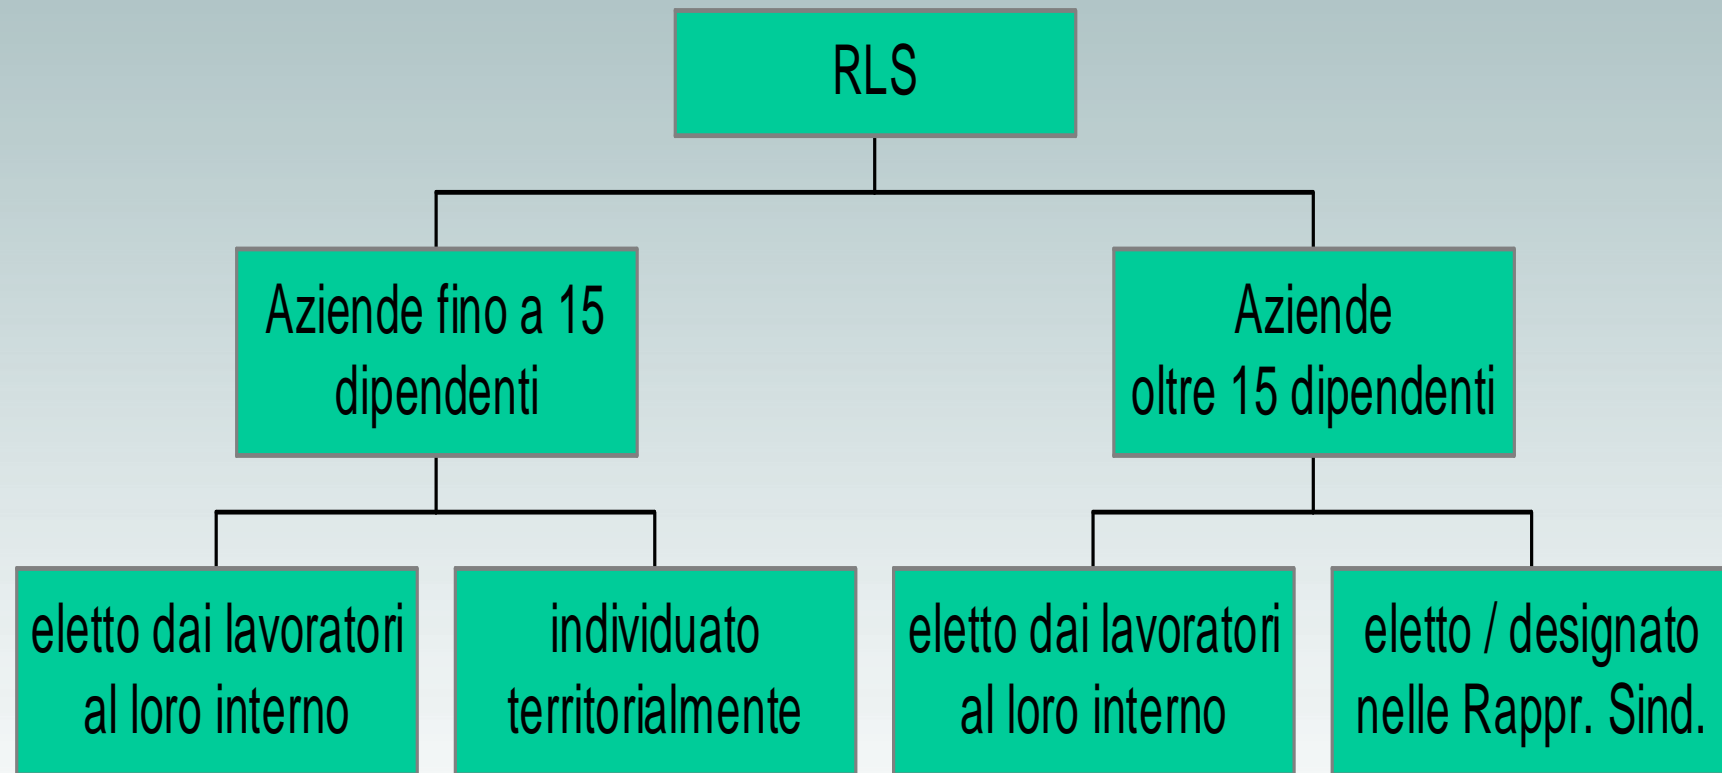 RLS
Aziende fino a 15
dipendenti
Aziende
oltre 15 dipendenti
eletto dai lavoratori
al loro interno
individuato
territorialmente
eletto dai lavoratori
al loro interno
eletto / designato
nelle Rappr. Sind.